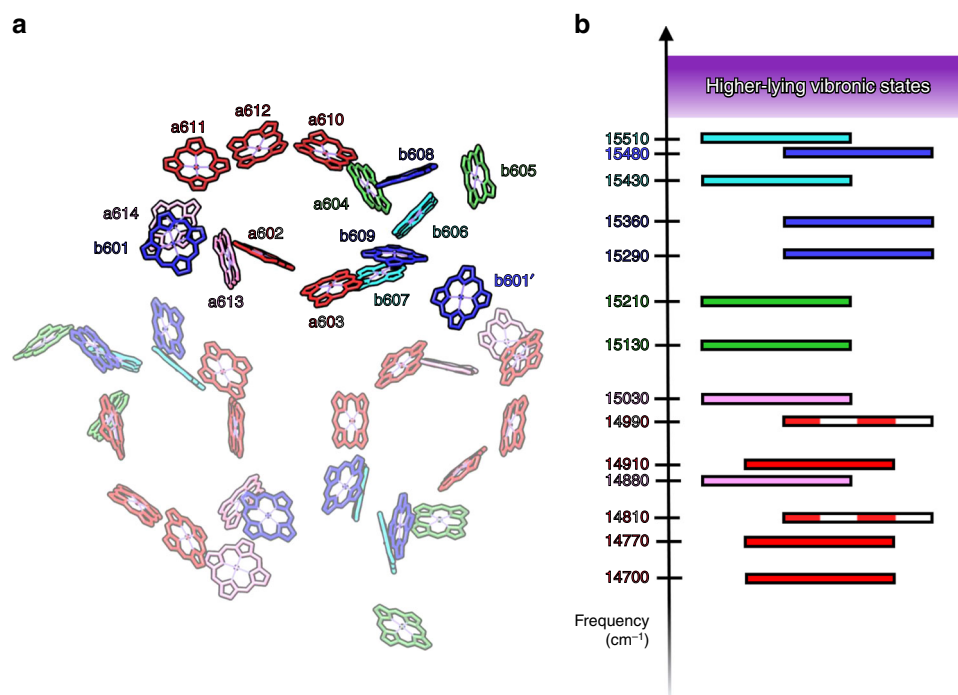 a
a612
a610
a611
b608
b605
a604
a614
a602
b606
b601
b609
b601′
a613
b607
a603
b
Higher-lying vibronic states
15510
15480
15430
15360
15290
15210
15130
15030
14990
14910
14880
14810
14770
14700
Frequency
(cm⁻¹)